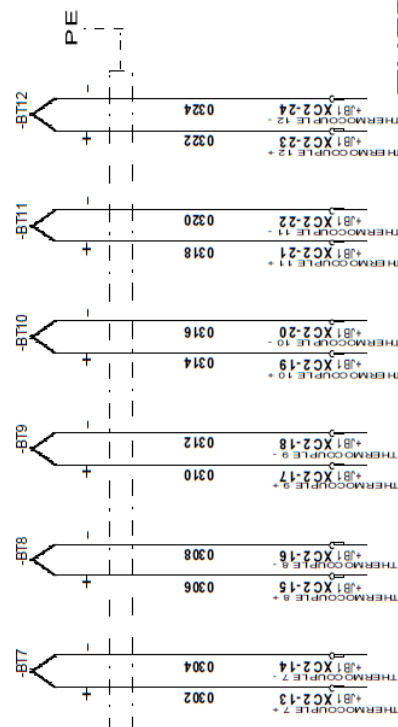 PE
-BT12
-
0324
+JB1 XC2-24
THERMOCOUPLE 12 -
+
0322
+JB1 XC2-23
THERMOCOUPLE 12 +
-BT11
-
0320
+JB1 XC2-22
THERMOCOUPLE 11 -
+
0318
+JB1 XC2-21
THERMOCOUPLE 11 +
-BT10
-
0316
+JB1 XC2-20
THERMOCOUPLE 10 -
+
0314
+JB1 XC2-19
THERMOCOUPLE 10 +
-BT9
-
0312
+JB1 XC2-18
THERMOCOUPLE 9 -
+
0310
+JB1 XC2-17
THERMOCOUPLE 9 +
-BT8
-
0308
+JB1 XC2-16
THERMOCOUPLE 8 -
+
0306
+JB1 XC2-15
THERMOCOUPLE 8 +
-BT7
-
0304
+JB1 XC2-14
THERMOCOUPLE 7 -
+
0302
+JB1 XC2-13
THERMOCOUPLE 7 +